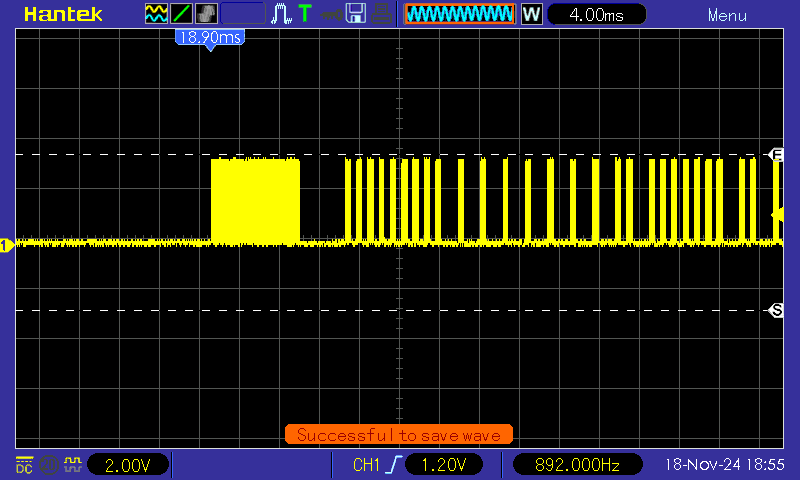 Hantek T W 4.00ms Menu
18.90ms
E
1
S
Successful to save wave
DC 2.00V CH1 1.20V 892.000Hz 18-Nov-24 18:55